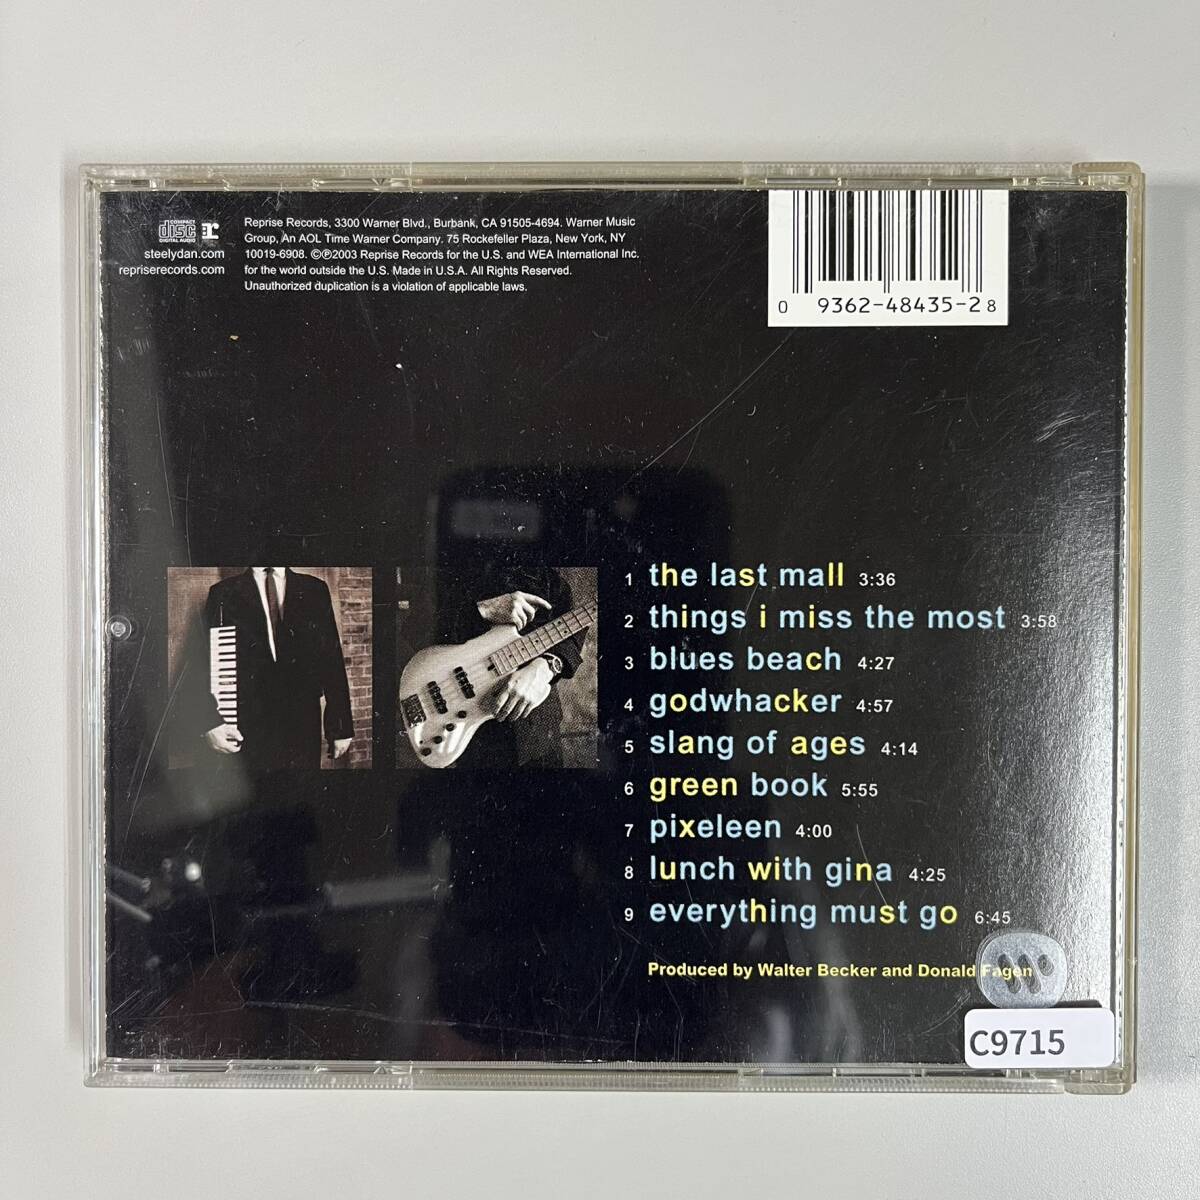 COMPACT
disc
DIGITAL AUDIO
r
steelydan.com
repriserecords.com
Reprise Records, 3300 Warner Blvd., Burbank, CA 91505-4694. Warner Music
Group, An AOL Time Warner Company. 75 Rockefeller Plaza, New York, NY
10019-6908. ©℗2003 Reprise Records for the U.S. and WEA International Inc.
for the world outside the U.S. Made in U.S.A. All Rights Reserved.
Unauthorized duplication is a violation of applicable laws.
0 9362-48435-2 8
1 the last mall 3:36
2 things i miss the most 3:58
3 blues beach 4:27
4 godwhacker 4:57
5 slang of ages 4:14
6 green book 5:55
7 pixeleen 4:00
8 lunch with gina 4:25
9 everything must go 6:45
Produced by Walter Becker and Donald Fagen
C9715